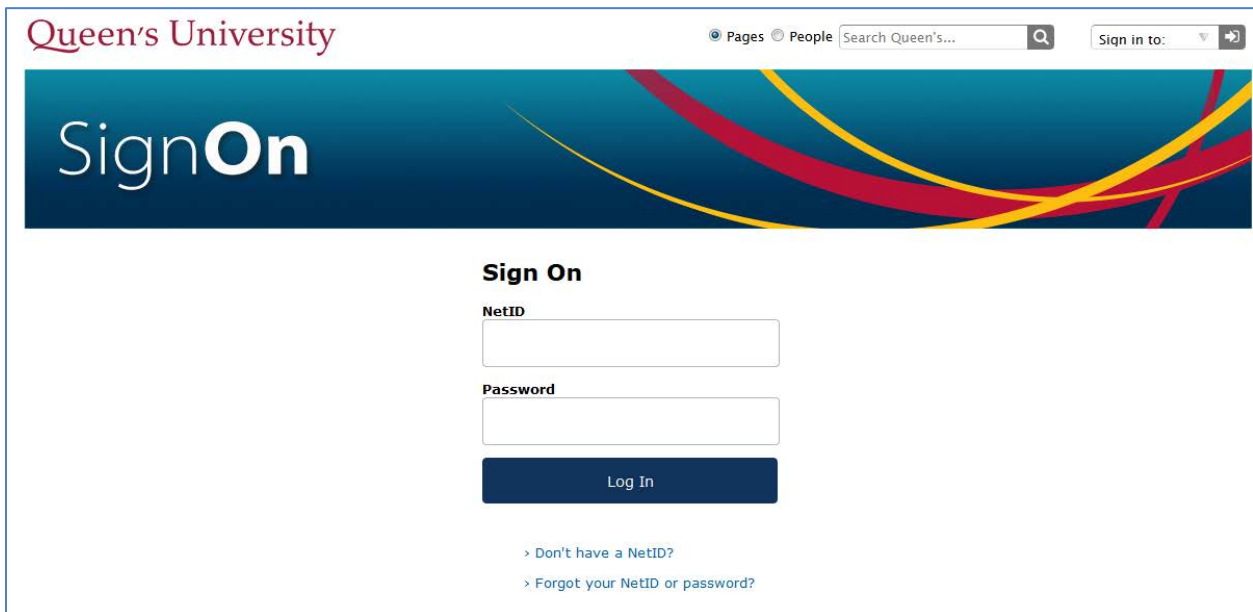 Queen's University
Pages People Search Queen's... Sign in to:
SignOn
Sign On
NetID
Password
Log In
› Don't have a NetID?
› Forgot your NetID or password?